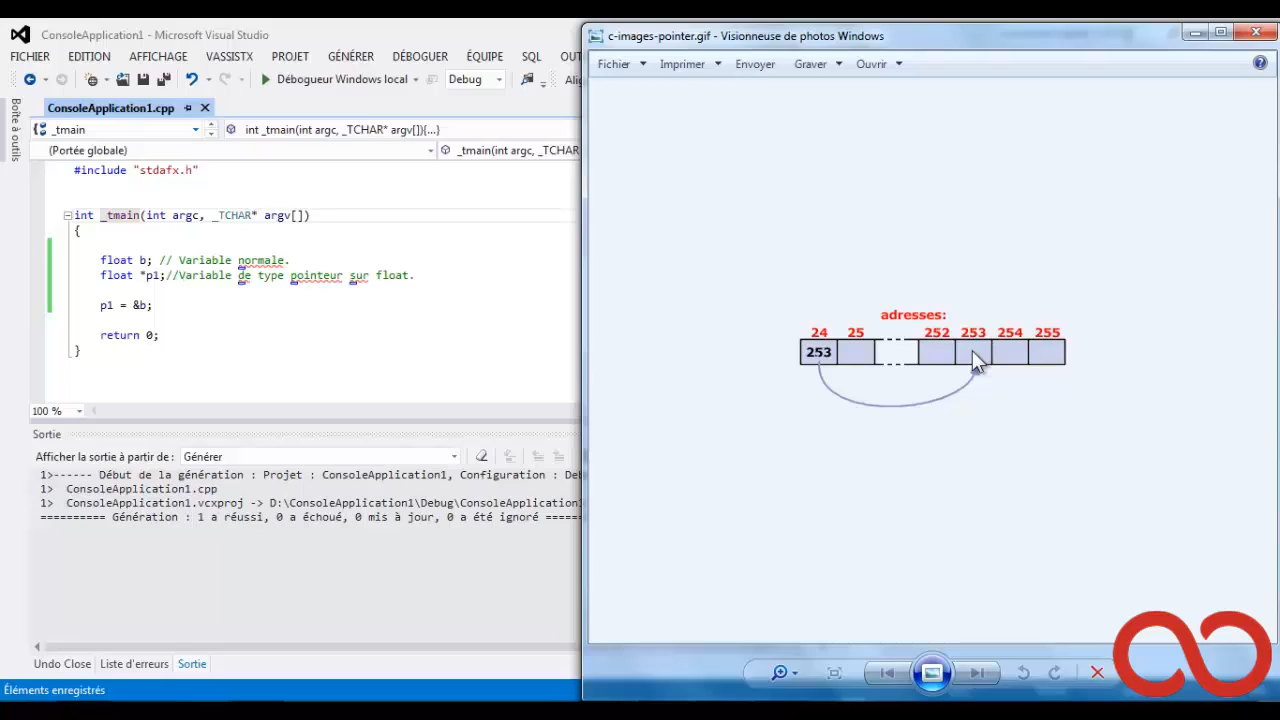 ConsoleApplication1 - Microsoft Visual Studio
FICHIER EDITION AFFICHAGE VASSISTX PROJET GÉNÉRER DÉBOGUER ÉQUIPE SQL OUT
Débogueur Windows local Debug
ConsoleApplication1.cpp
_tmain int _tmain(int argc, _TCHAR* argv[]){...}
(Portée globale) _tmain(int argc, _TCHAR
Boîte à outils
#include "stdafx.h"
int _tmain(int argc, _TCHAR* argv[])
{
float b; // Variable normale.
float *p1;//Variable de type pointeur sur float.
p1 = &b;
return 0;
}
100 %
Sortie
Afficher la sortie à partir de : Générer
1>------ Début de la génération : Projet : ConsoleApplication1, Configuration : De
1> ConsoleApplication1.cpp
1> ConsoleApplication1.vcxproj -> D:\ConsoleApplication1\Debug\ConsoleApplication1
========== Génération : 1 a réussi, 0 a échoué, 0 mis à jour, 0 a été ignoré ======
Undo Close Liste d'erreurs Sortie
Éléments enregistrés
c-images-pointer.gif - Visionneuse de photos Windows
Fichier Imprimer Envoyer Graver Ouvrir
adresses:
24 25 252 253 254 255
253